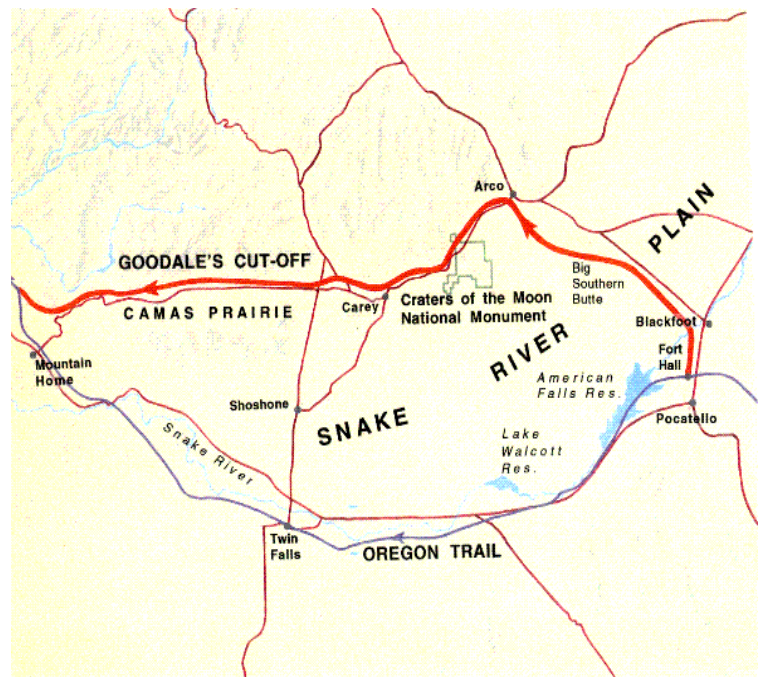 Arco
PLAIN
GOODALE'S CUT-OFF
Big
Southern
Butte
CAMAS PRAIRIE
Carey
Craters of the Moon
National Monument
Blackfoot
RIVER
Fort
Hall
Mountain
Home
American
Falls Res.
Shoshone
SNAKE
Pocatello
Snake River
Lake
Walcott
Res.
Twin
Falls
OREGON TRAIL